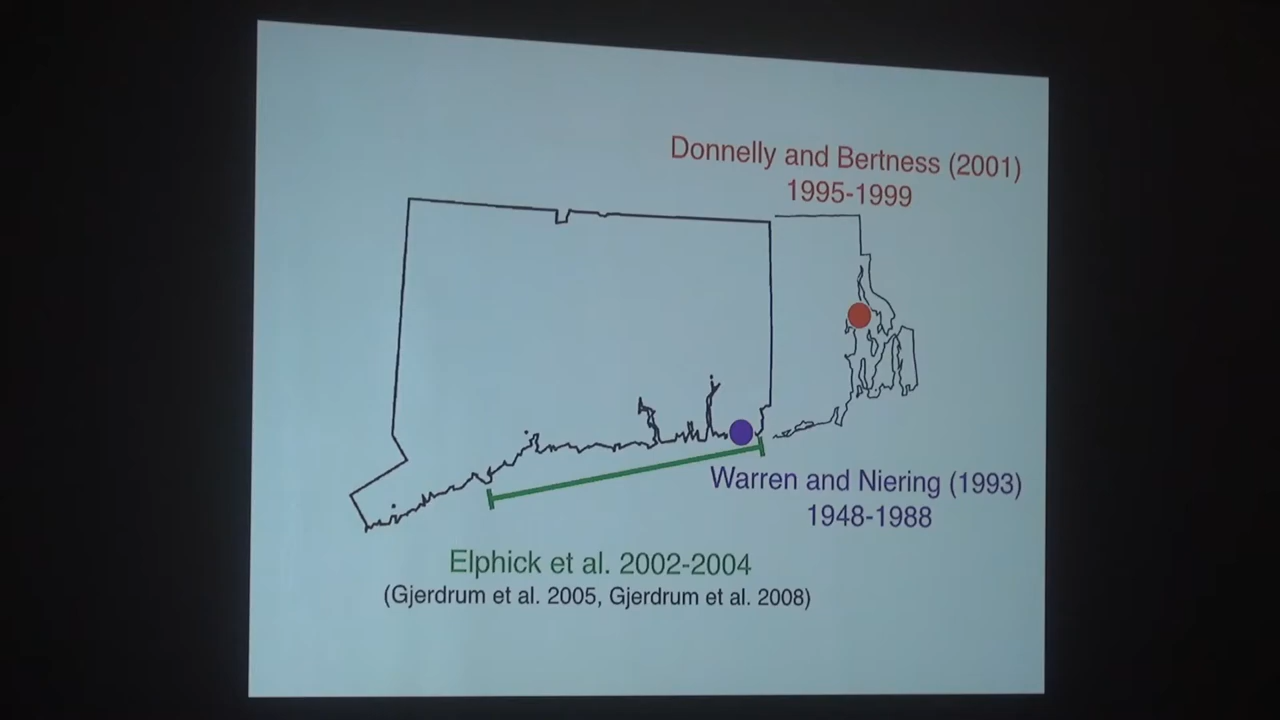 Donnelly and Bertness (2001)
1995-1999
Warren and Niering (1993)
1948-1988
Elphick et al. 2002-2004
(Gjerdrum et al. 2005, Gjerdrum et al. 2008)